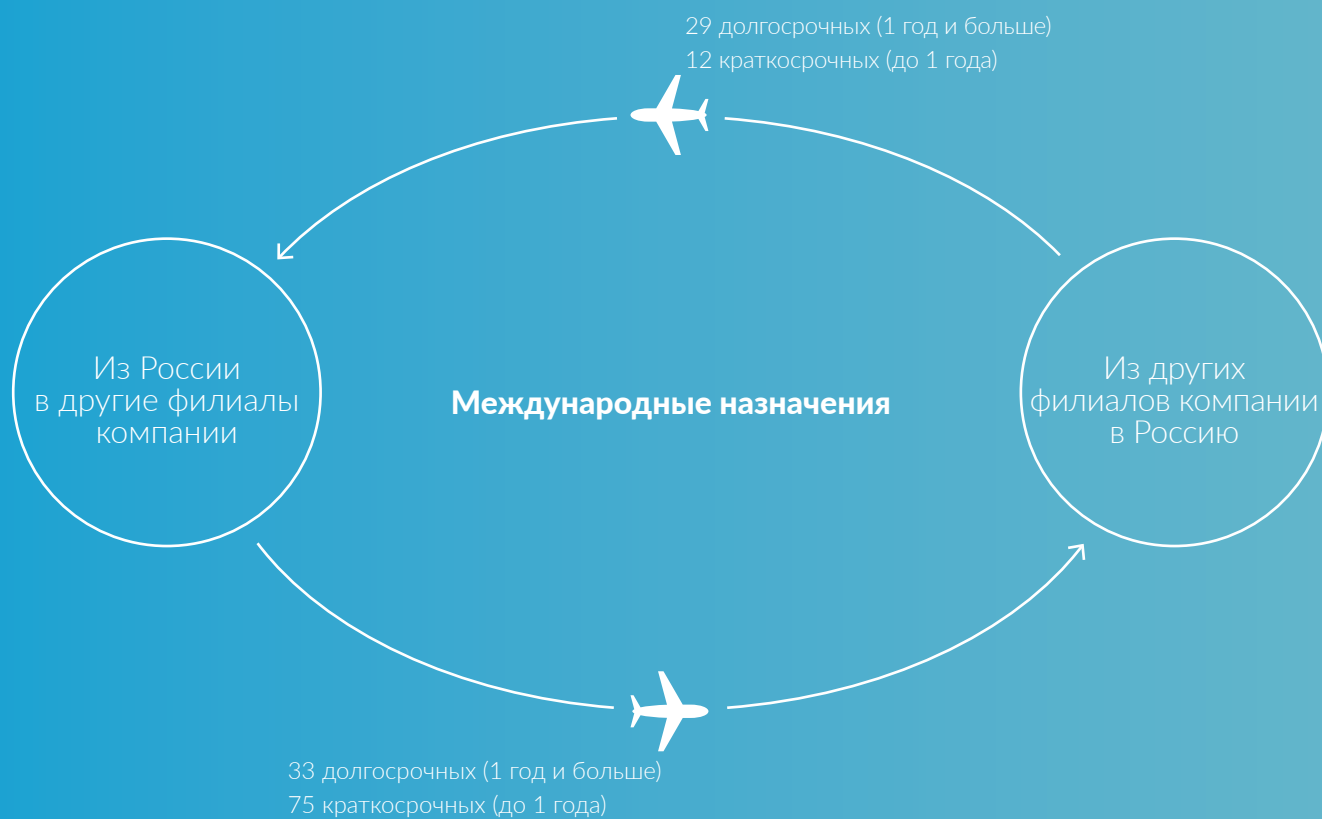 29 долгосрочных (1 год и больше)
12 краткосрочных (до 1 года)
Из России
в другие филиалы
компании
Международные назначения
Из других
филиалов компании
в Россию
33 долгосрочных (1 год и больше)
75 краткосрочных (до 1 года)